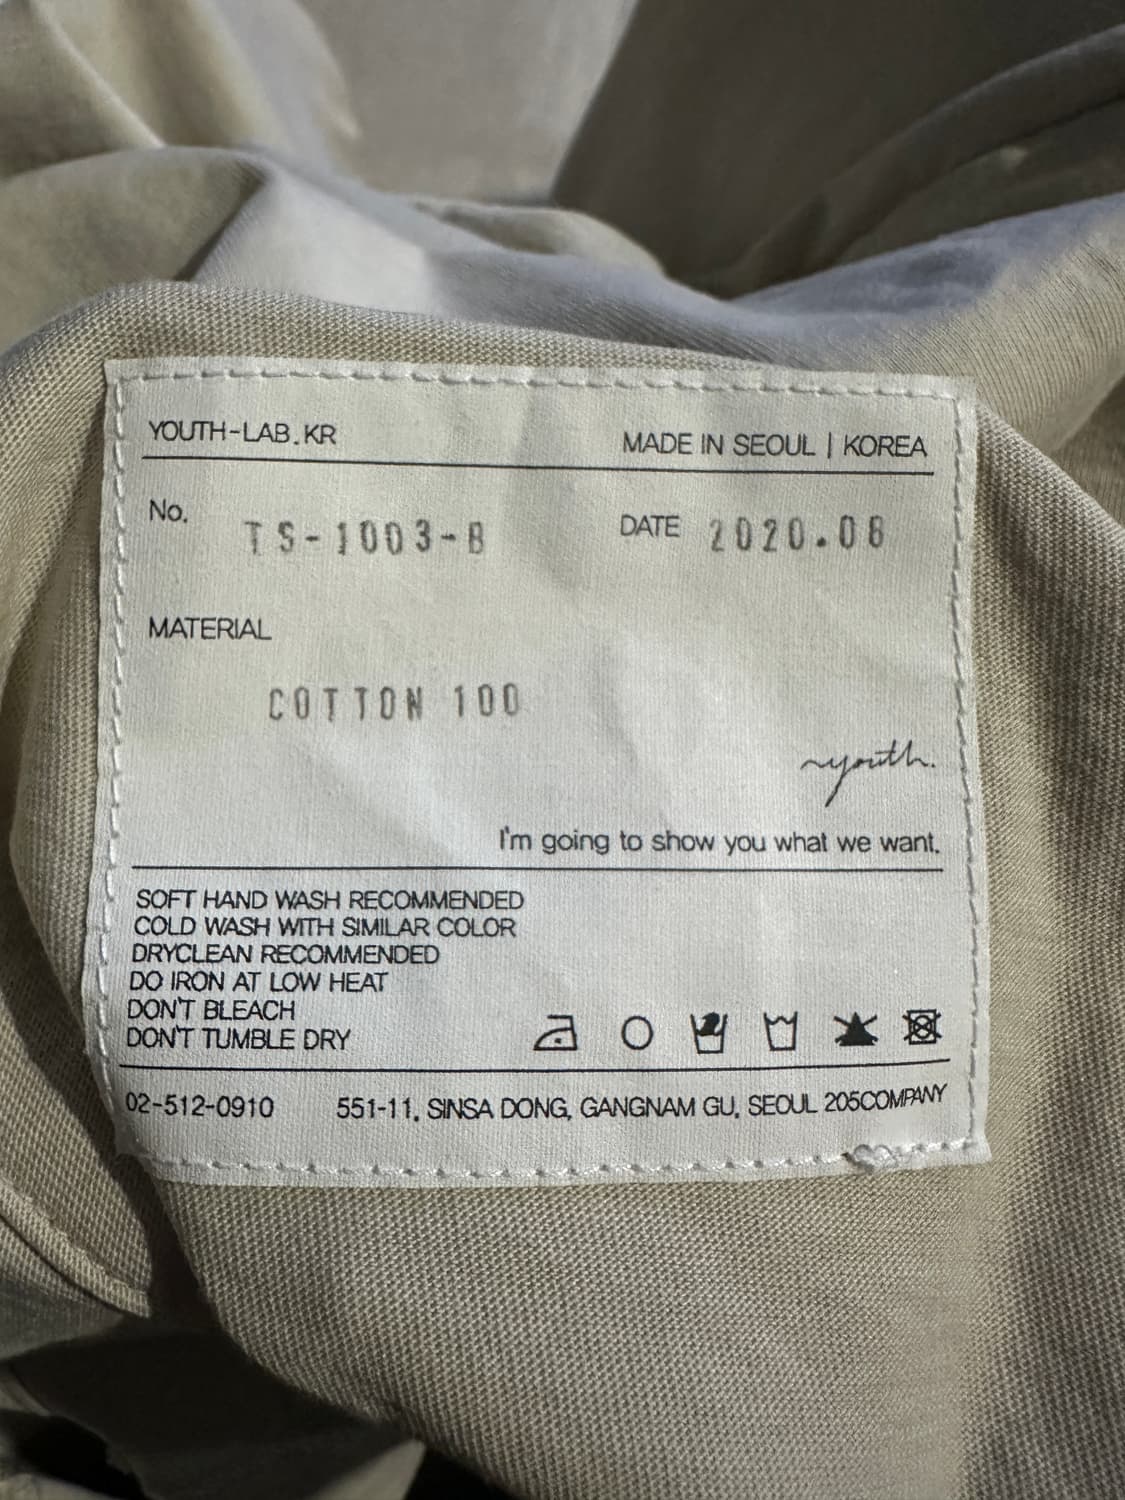 YOUTH-LAB.KR MADE IN SEOUL | KOREA
No. TS-1003-B DATE 2020.08
MATERIAL
COTTON 100
~youth.
I'm going to show you what we want.
SOFT HAND WASH RECOMMENDED
COLD WASH WITH SIMILAR COLOR
DRYCLEAN RECOMMENDED
DO IRON AT LOW HEAT
DON'T BLEACH
DON'T TUMBLE DRY
02-512-0910 551-11, SINSA DONG, GANGNAM GU, SEOUL 205COMPANY